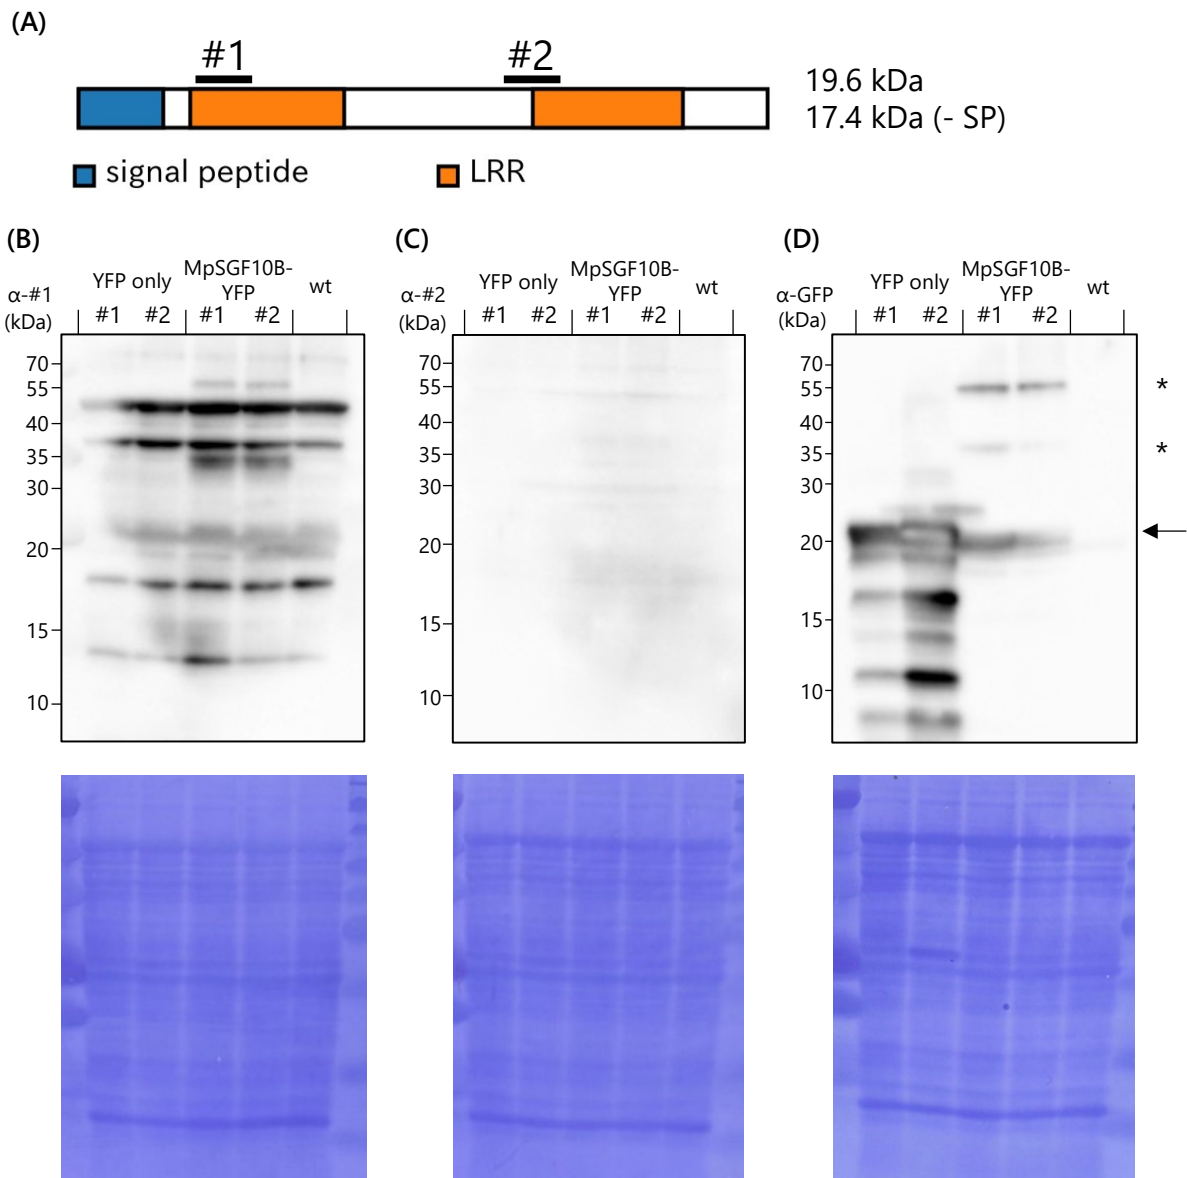 (A)
#1 #2
19.6 kDa
17.4 kDa (- SP)
signal peptide LRR
(B)
α-#1
(kDa)
YFP only MpSGF10B-YFP wt
#1 #2 #1 #2
70
55
40
35
30
20
15
10
(C)
α-#2
(kDa)
YFP only MpSGF10B-YFP wt
#1 #2 #1 #2
70
55
40
35
30
20
15
10
(D)
α-GFP
(kDa)
YFP only MpSGF10B-YFP wt
#1 #2 #1 #2
70
55
40
35
30
20
15
10
*
*